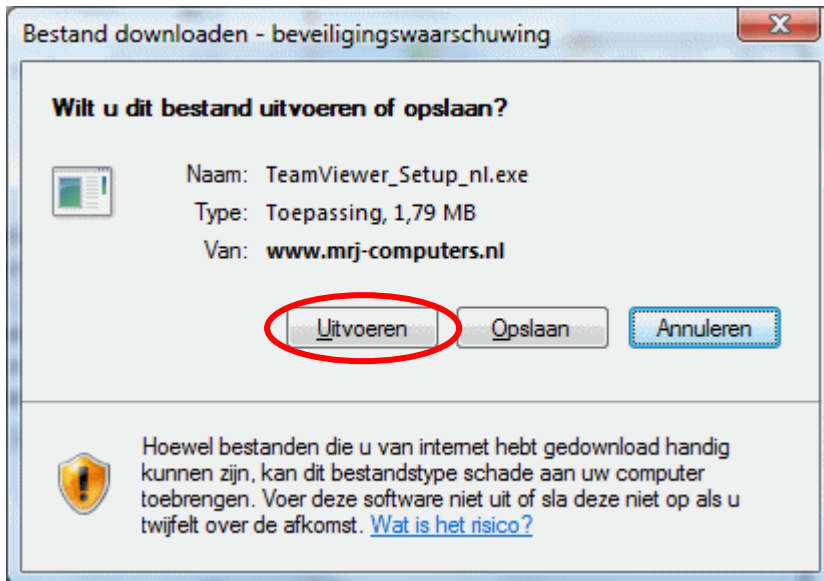 Bestand downloaden - beveiligingswaarschuwing
Wilt u dit bestand uitvoeren of opslaan?
Naam: TeamViewer_Setup_nl.exe
Type: Toepassing, 1,79 MB
Van: www.mrj-computers.nl
Uitvoeren Opslaan Annuleren
Hoewel bestanden die u van internet hebt gedownload handig
kunnen zijn, kan dit bestandstype schade aan uw computer
toebrengen. Voer deze software niet uit of sla deze niet op als u
twijfelt over de afkomst. Wat is het risico?